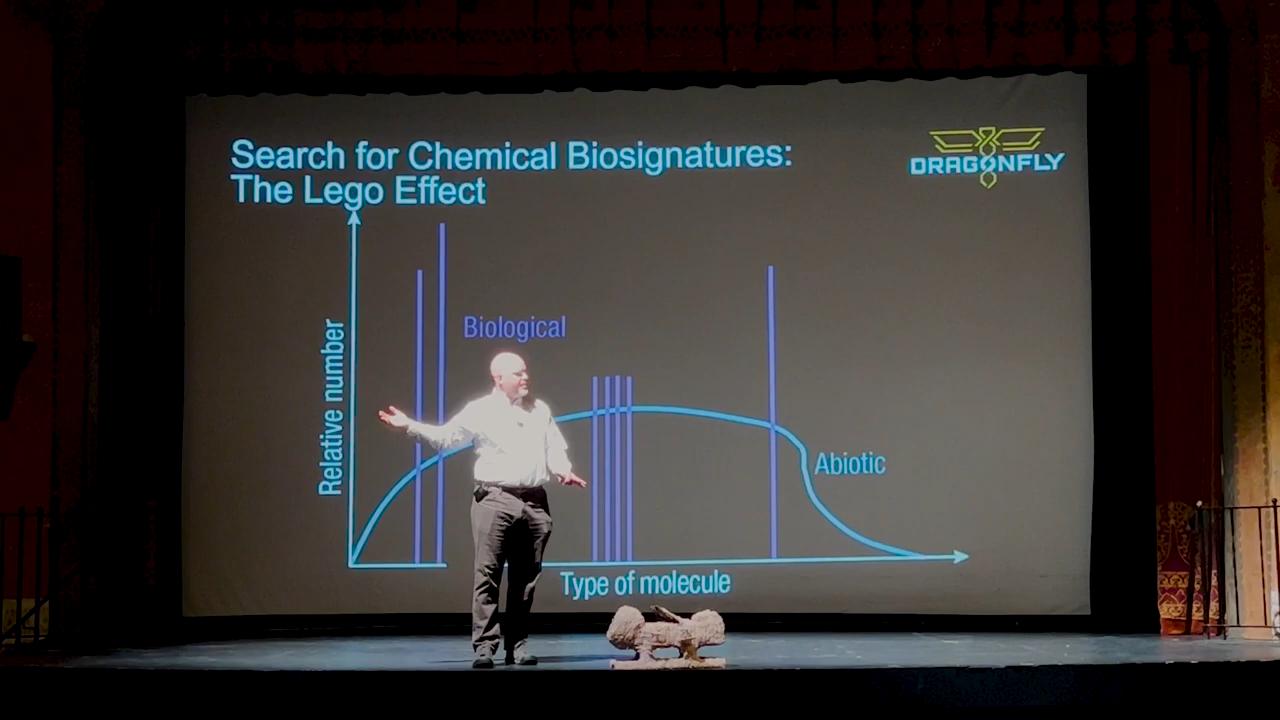 Search for Chemical Biosignatures:
The Lego Effect
DRAGONFLY
Relative number
Biological
Abiotic
Type of molecule